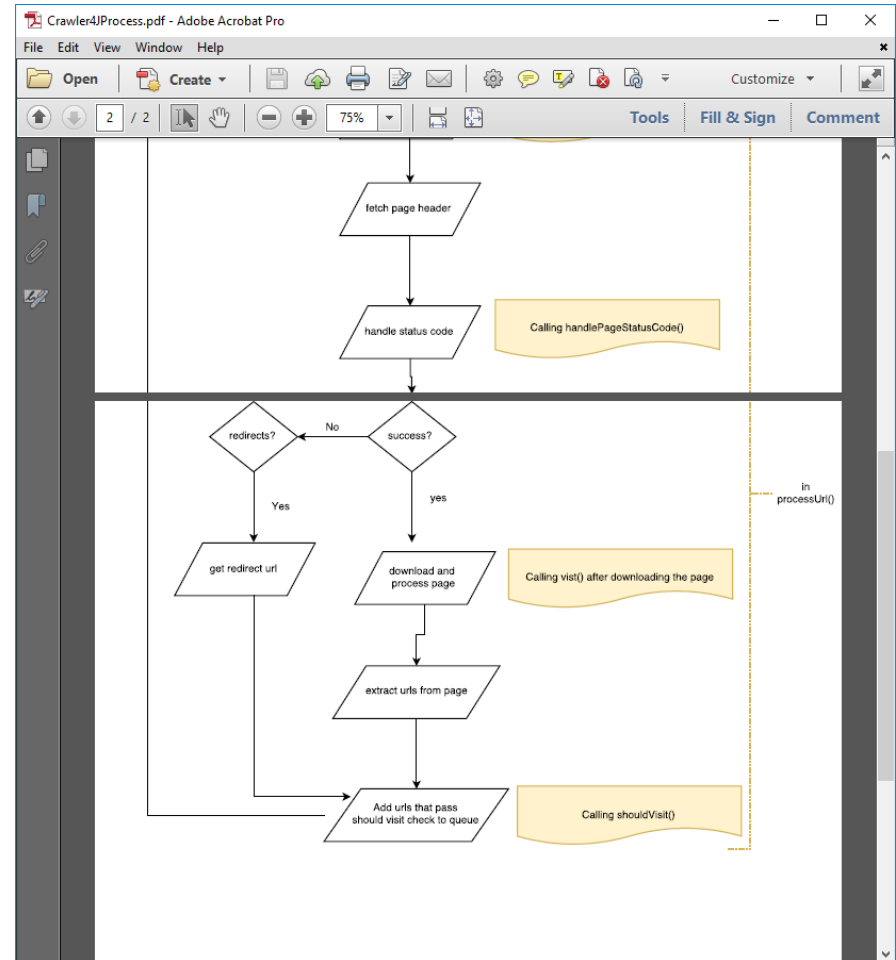 Crawler4JProcess.pdf - Adobe Acrobat Pro
File Edit View Window Help
Open Create Customize
2 / 2 75% Tools Fill & Sign Comment
fetch page header
handle status code
Calling handlePageStatusCode()
redirects?
No
success?
Yes
yes
in
processUrl()
get redirect url
download and
process page
Calling vist() after downloading the page
extract urls from page
Add urls that pass
should visit check to queue
Calling shouldVisit()